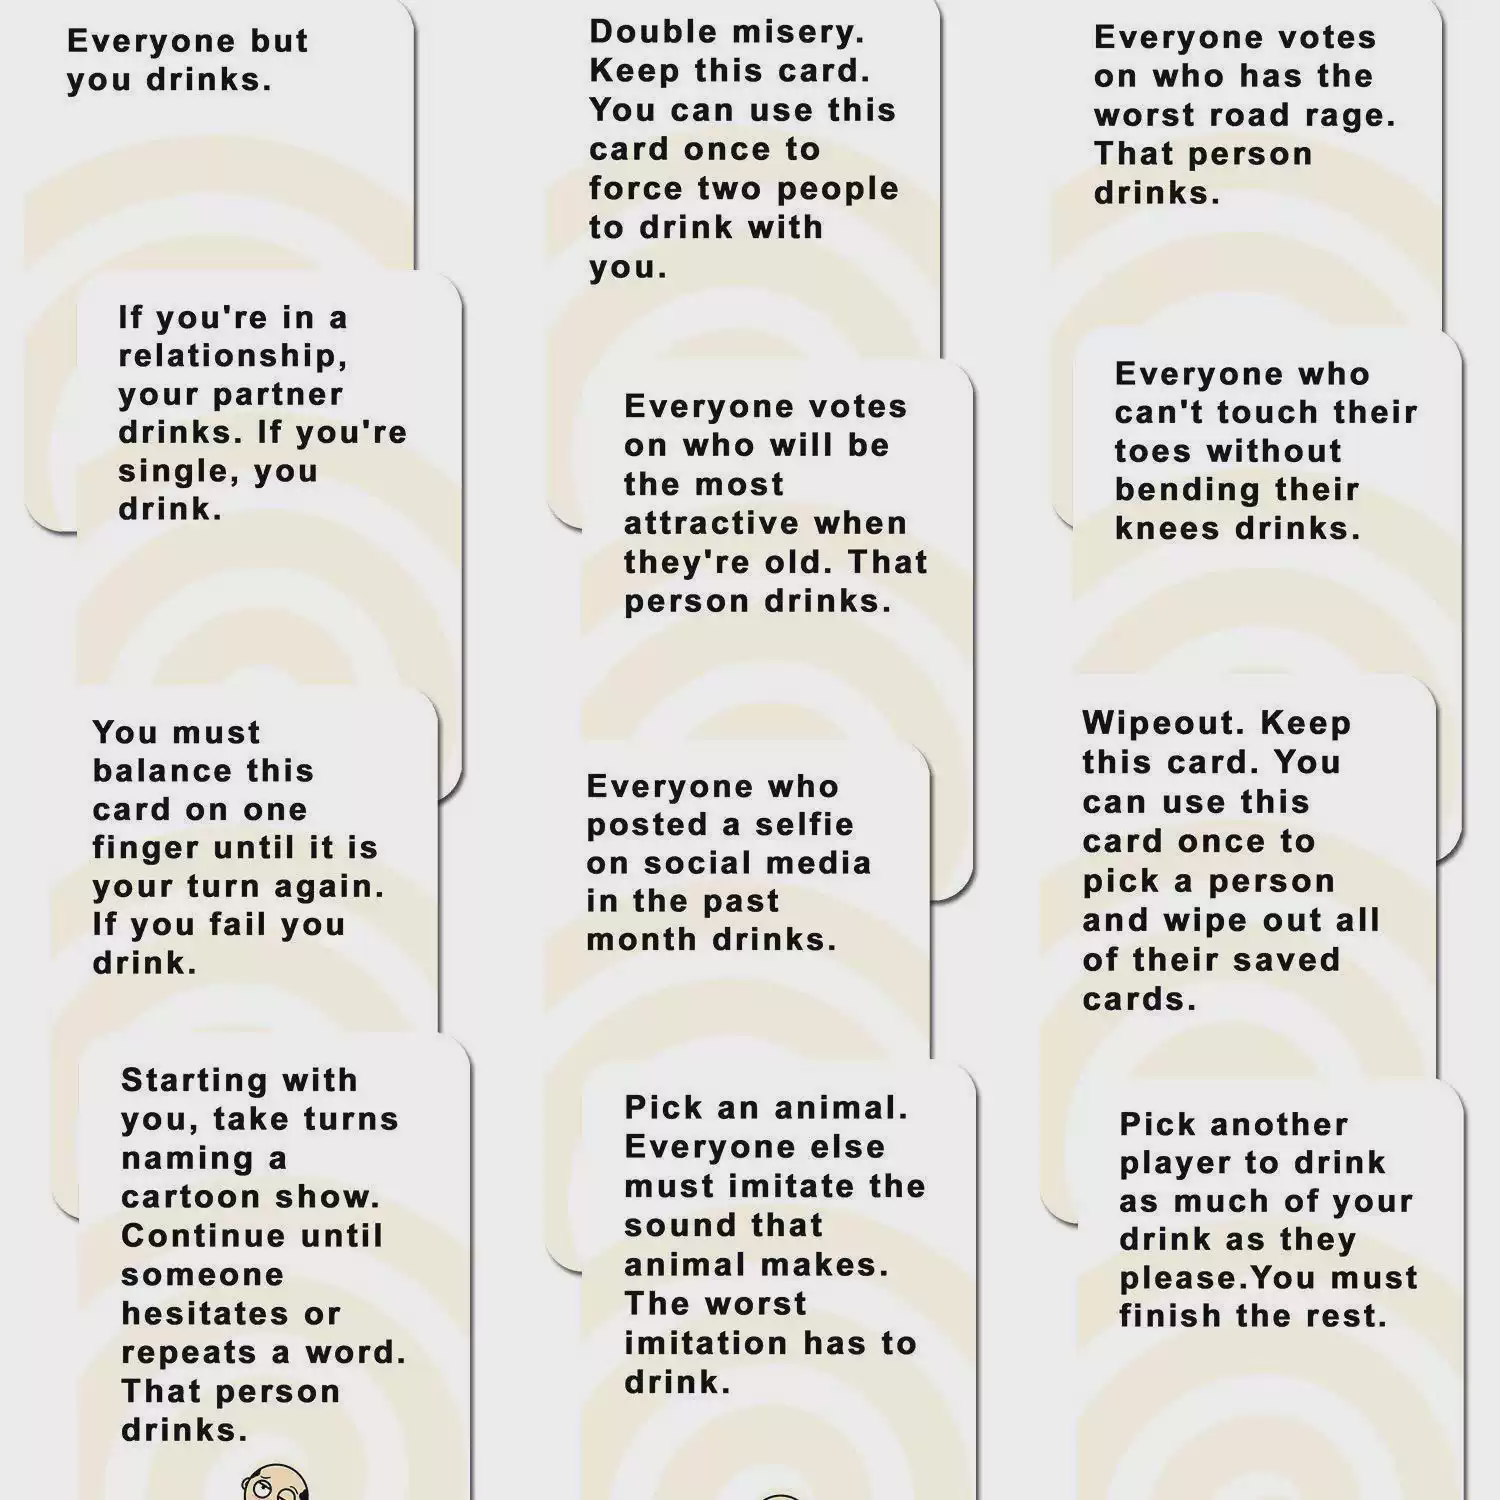 Everyone but
you drinks.
If you're in a
relationship,
your partner
drinks. If you're
single, you
drink.
You must
balance this
card on one
finger until it is
your turn again.
If you fail you
drink.
Starting with
you, take turns
naming a
cartoon show.
Continue until
someone
hesitates or
repeats a word.
That person
drinks.
Double misery.
Keep this card.
You can use this
card once to
force two people
to drink with
you.
Everyone votes
on who will be
the most
attractive when
they're old. That
person drinks.
Everyone who
posted a selfie
on social media
in the past
month drinks.
Pick an animal.
Everyone else
must imitate the
sound that
animal makes.
The worst
imitation has to
drink.
Everyone votes
on who has the
worst road rage.
That person
drinks.
Everyone who
can't touch their
toes without
bending their
knees drinks.
Wipeout. Keep
this card. You
can use this
card once to
pick a person
and wipe out all
of their saved
cards.
Pick another
player to drink
as much of your
drink as they
please.You must
finish the rest.